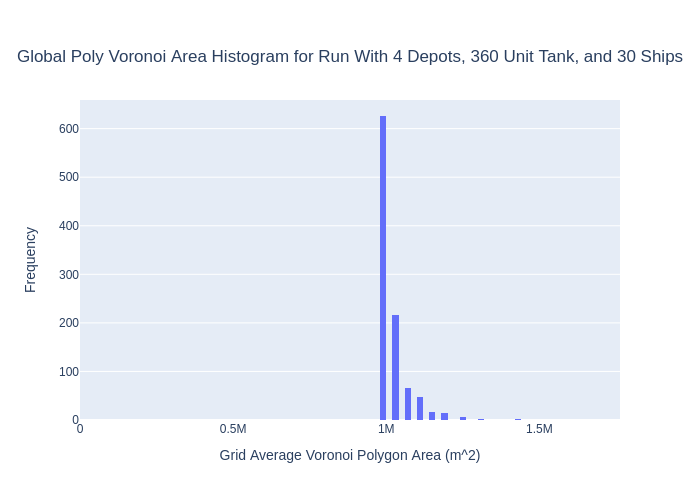 Global Poly Voronoi Area Histogram for Run With 4 Depots, 360 Unit Tank, and 30 Ships
600
500
400
300
200
100
0
Frequency
0
0.5M
1M
1.5M
Grid Average Voronoi Polygon Area (m^2)